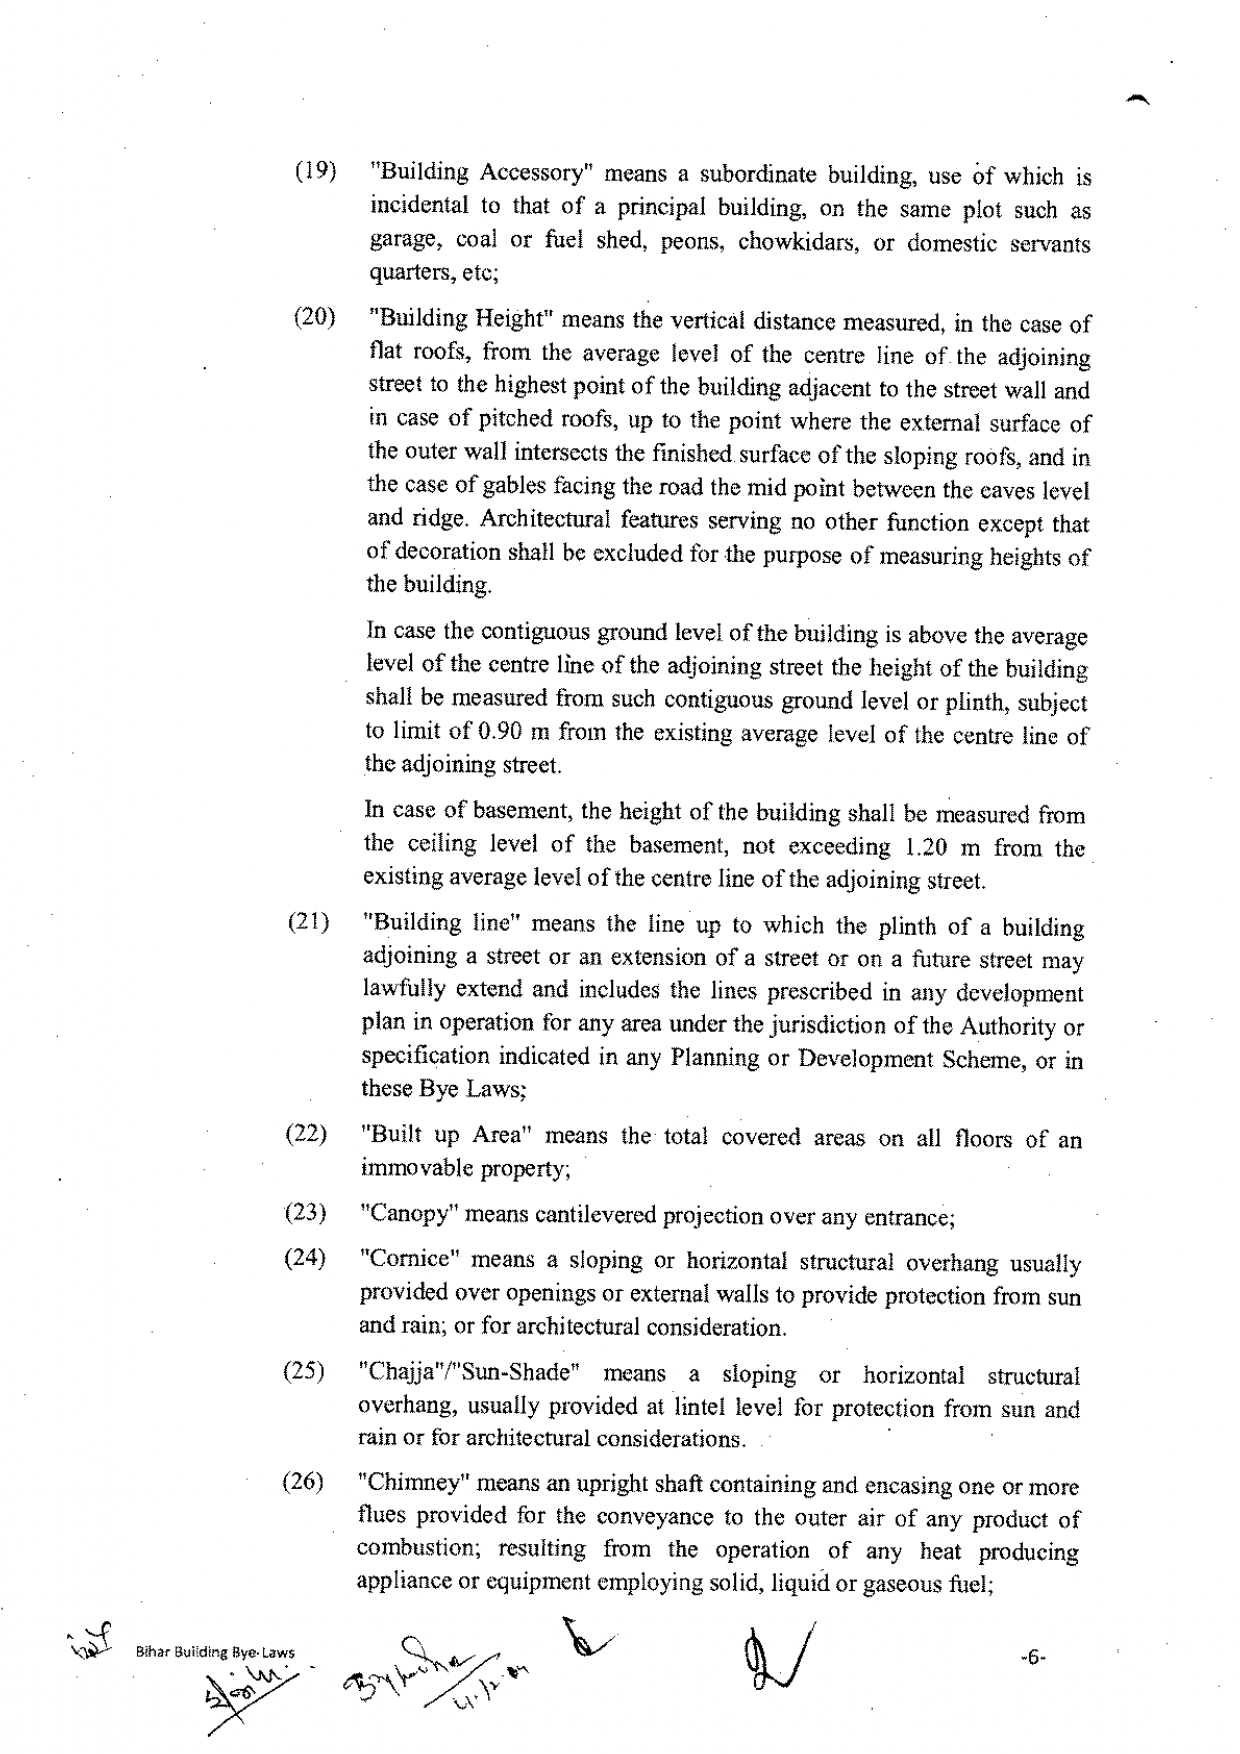 (19) "Building Accessory" means a subordinate building, use of which is
incidental to that of a principal building, on the same plot such as
garage, coal or fuel shed, peons, chowkidars, or domestic servants
quarters, etc;
(20) "Building Height" means the vertical distance measured, in the case of
flat roofs, from the average level of the centre line of the adjoining
street to the highest point of the building adjacent to the street wall and
in case of pitched roofs, up to the point where the external surface of
the outer wall intersects the finished surface of the sloping roofs, and in
the case of gables facing the road the mid point between the eaves level
and ridge. Architectural features serving no other function except that
of decoration shall be excluded for the purpose of measuring heights of
the building.
In case the contiguous ground level of the building is above the average
level of the centre line of the adjoining street the height of the building
shall be measured from such contiguous ground level or plinth, subject
to limit of 0.90 m from the existing average level of the centre line of
the adjoining street.
In case of basement, the height of the building shall be measured from
the ceiling level of the basement, not exceeding 1.20 m from the
existing average level of the centre line of the adjoining street.
(21) "Building line" means the line up to which the plinth of a building
adjoining a street or an extension of a street or on a future street may
lawfully extend and includes the lines prescribed in any development
plan in operation for any area under the jurisdiction of the Authority or
specification indicated in any Planning or Development Scheme, or in
these Bye Laws;
(22) "Built up Area" means the total covered areas on all floors of an
immovable property;
(23) "Canopy" means cantilevered projection over any entrance;
(24) "Cornice" means a sloping or horizontal structural overhang usually
provided over openings or external walls to provide protection from sun
and rain; or for architectural consideration.
(25) "Chajja"/"Sun-Shade" means a sloping or horizontal structural
overhang, usually provided at lintel level for protection from sun and
rain or for architectural considerations.
(26) "Chimney" means an upright shaft containing and encasing one or more
flues provided for the conveyance to the outer air of any product of
combustion; resulting from the operation of any heat producing
appliance or equipment employing solid, liquid or gaseous fuel;
Bihar Building Bye-Laws
-6-